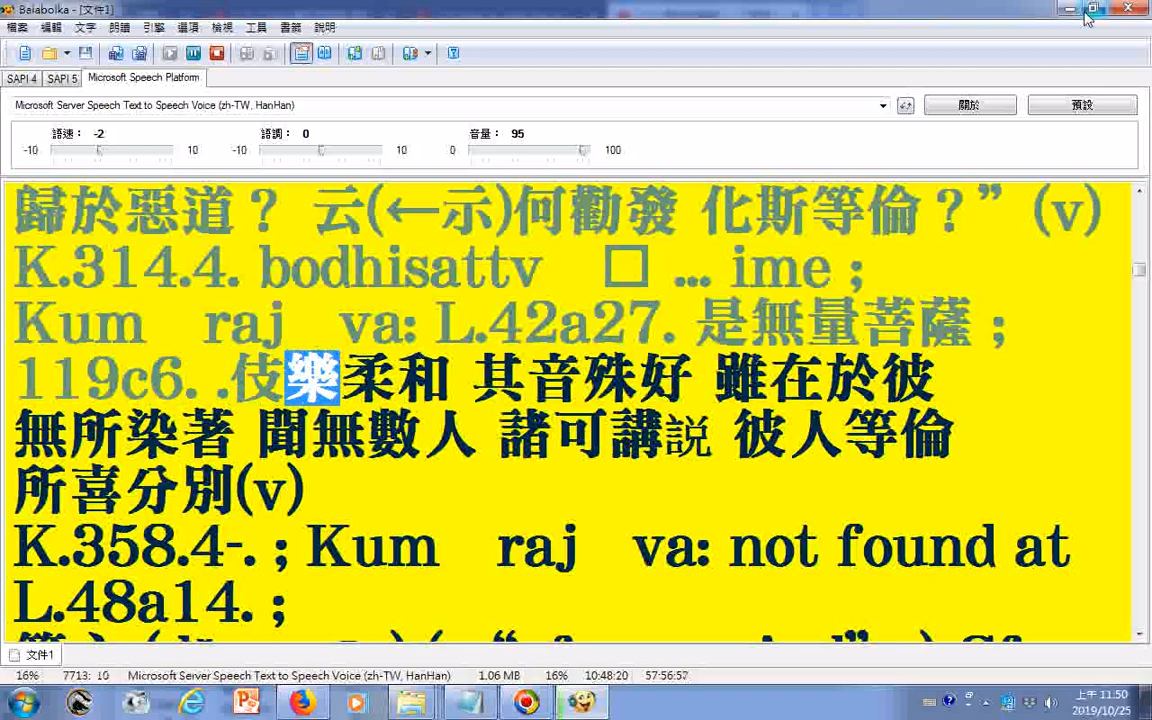 Balabolka - [文件1]
檔案 編輯 文字 朗讀 引擎 選項 檢視 工具 書籤 說明
SAPI 4 SAPI 5 Microsoft Speech Platform
Microsoft Server Speech Text to Speech Voice (zh-TW, HanHan) 關於 預設
語速： -2 語調： 0 音量： 95
-10 10 -10 10 0 100
歸於惡道？ 云(←示)何勸發 化斯等倫？” (v)
K.314.4. bodhisattv □ ... ime ;
Kum raj va: L.42a27. 是無量菩薩 ;
119c6. .伎樂柔和 其音殊好 雖在於彼
無所染著 聞無數人 諸可講説 彼人等倫
所喜分別(v)
K.358.4-. ; Kum raj va: not found at
L.48a14. ;
文件1
16% 7713: 10 Microsoft Server Speech Text to Speech Voice (zh-TW, HanHan) 1.06 MB 16% 10:48:20 57:56:57
上午 11:50
2019/10/25